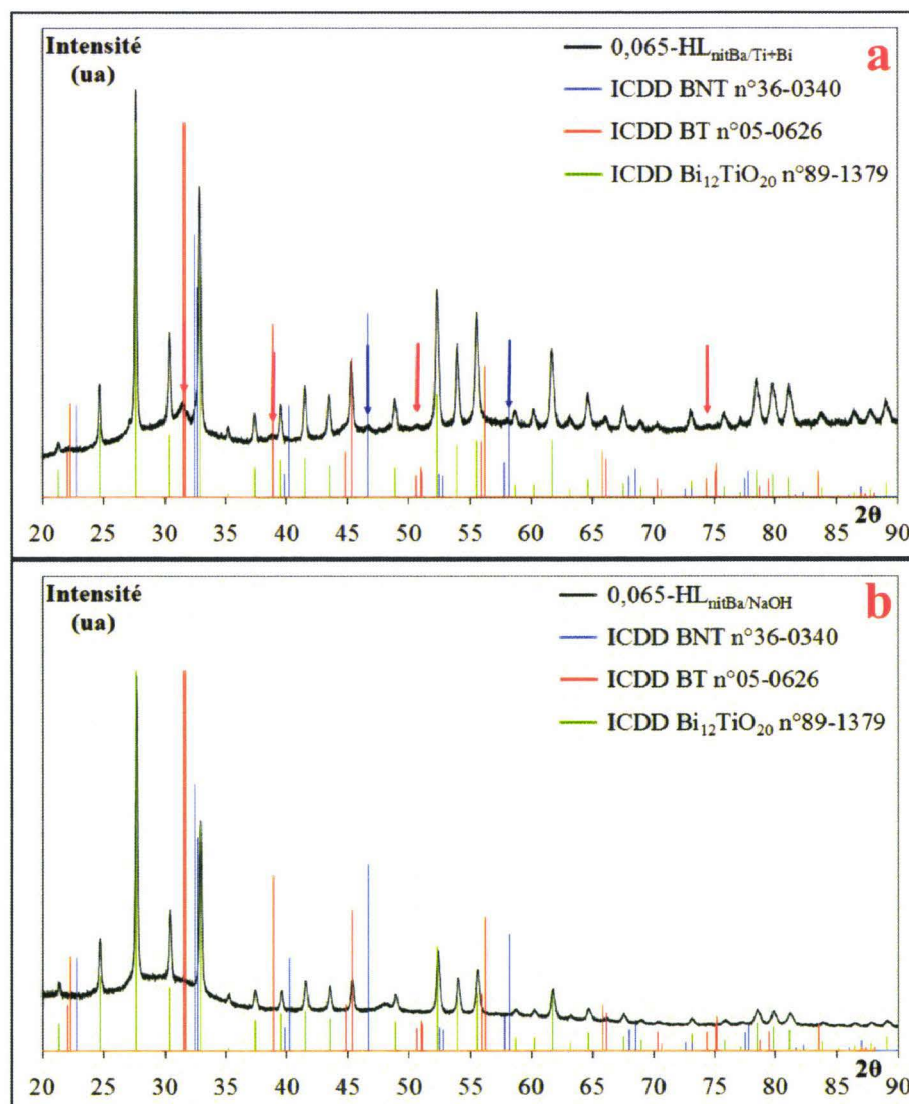 Intensité
(ua)
0,065-HLnitBa/Ti+Bi
a
ICDD BNT n°36-0340
ICDD BT n°05-0626
ICDD Bi₁₂TiO₂₀ n°89-1379
2θ
20 25 30 35 40 45 50 55 60 65 70 75 80 85 90
Intensité
(ua)
0,065-HLnitBa/NaOH
b
ICDD BNT n°36-0340
ICDD BT n°05-0626
ICDD Bi₁₂TiO₂₀ n°89-1379
2θ
20 25 30 35 40 45 50 55 60 65 70 75 80 85 90